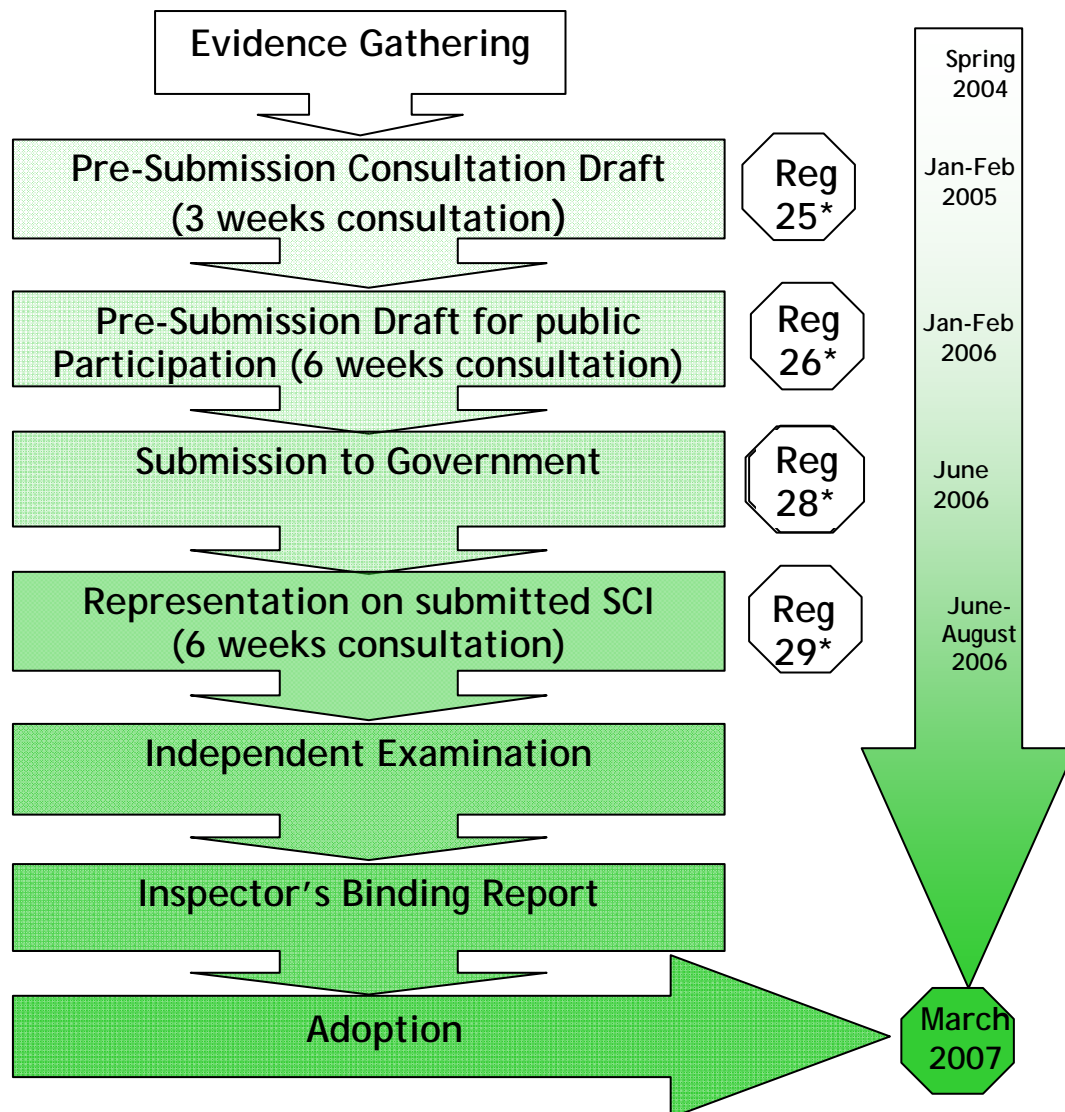 Evidence Gathering
Spring
2004
Pre-Submission Consultation Draft
(3 weeks consultation)
Reg
25*
Jan-Feb
2005
Pre-Submission Draft for public
Participation (6 weeks consultation)
Reg
26*
Jan-Feb
2006
Submission to Government
Reg
28*
June
2006
Representation on submitted SCI
(6 weeks consultation)
Reg
29*
June-
August
2006
Independent Examination
Inspector’s Binding Report
Adoption
March
2007